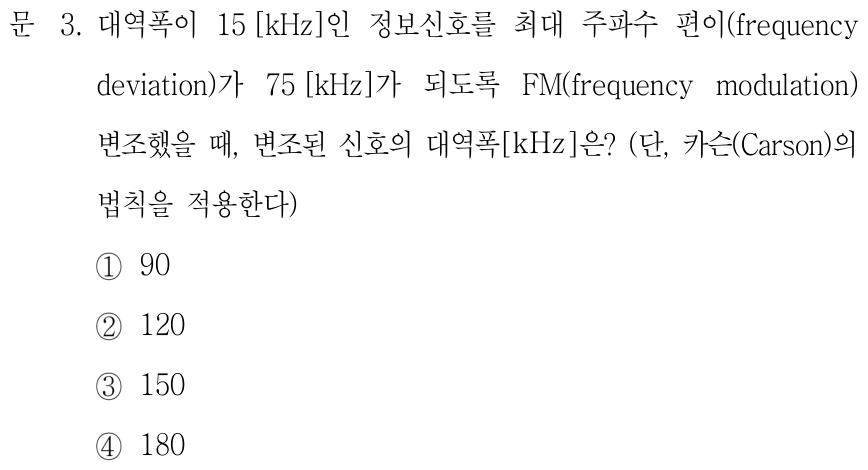 문 3. 대역폭이 15 [kHz]인 정보신호를 최대 주파수 편이(frequency
deviation)가 75 [kHz]가 되도록 FM(frequency modulation)
변조했을 때, 변조된 신호의 대역폭[kHz]은? (단, 카슨(Carson)의
법칙을 적용한다)
① 90
② 120
③ 150
④ 180